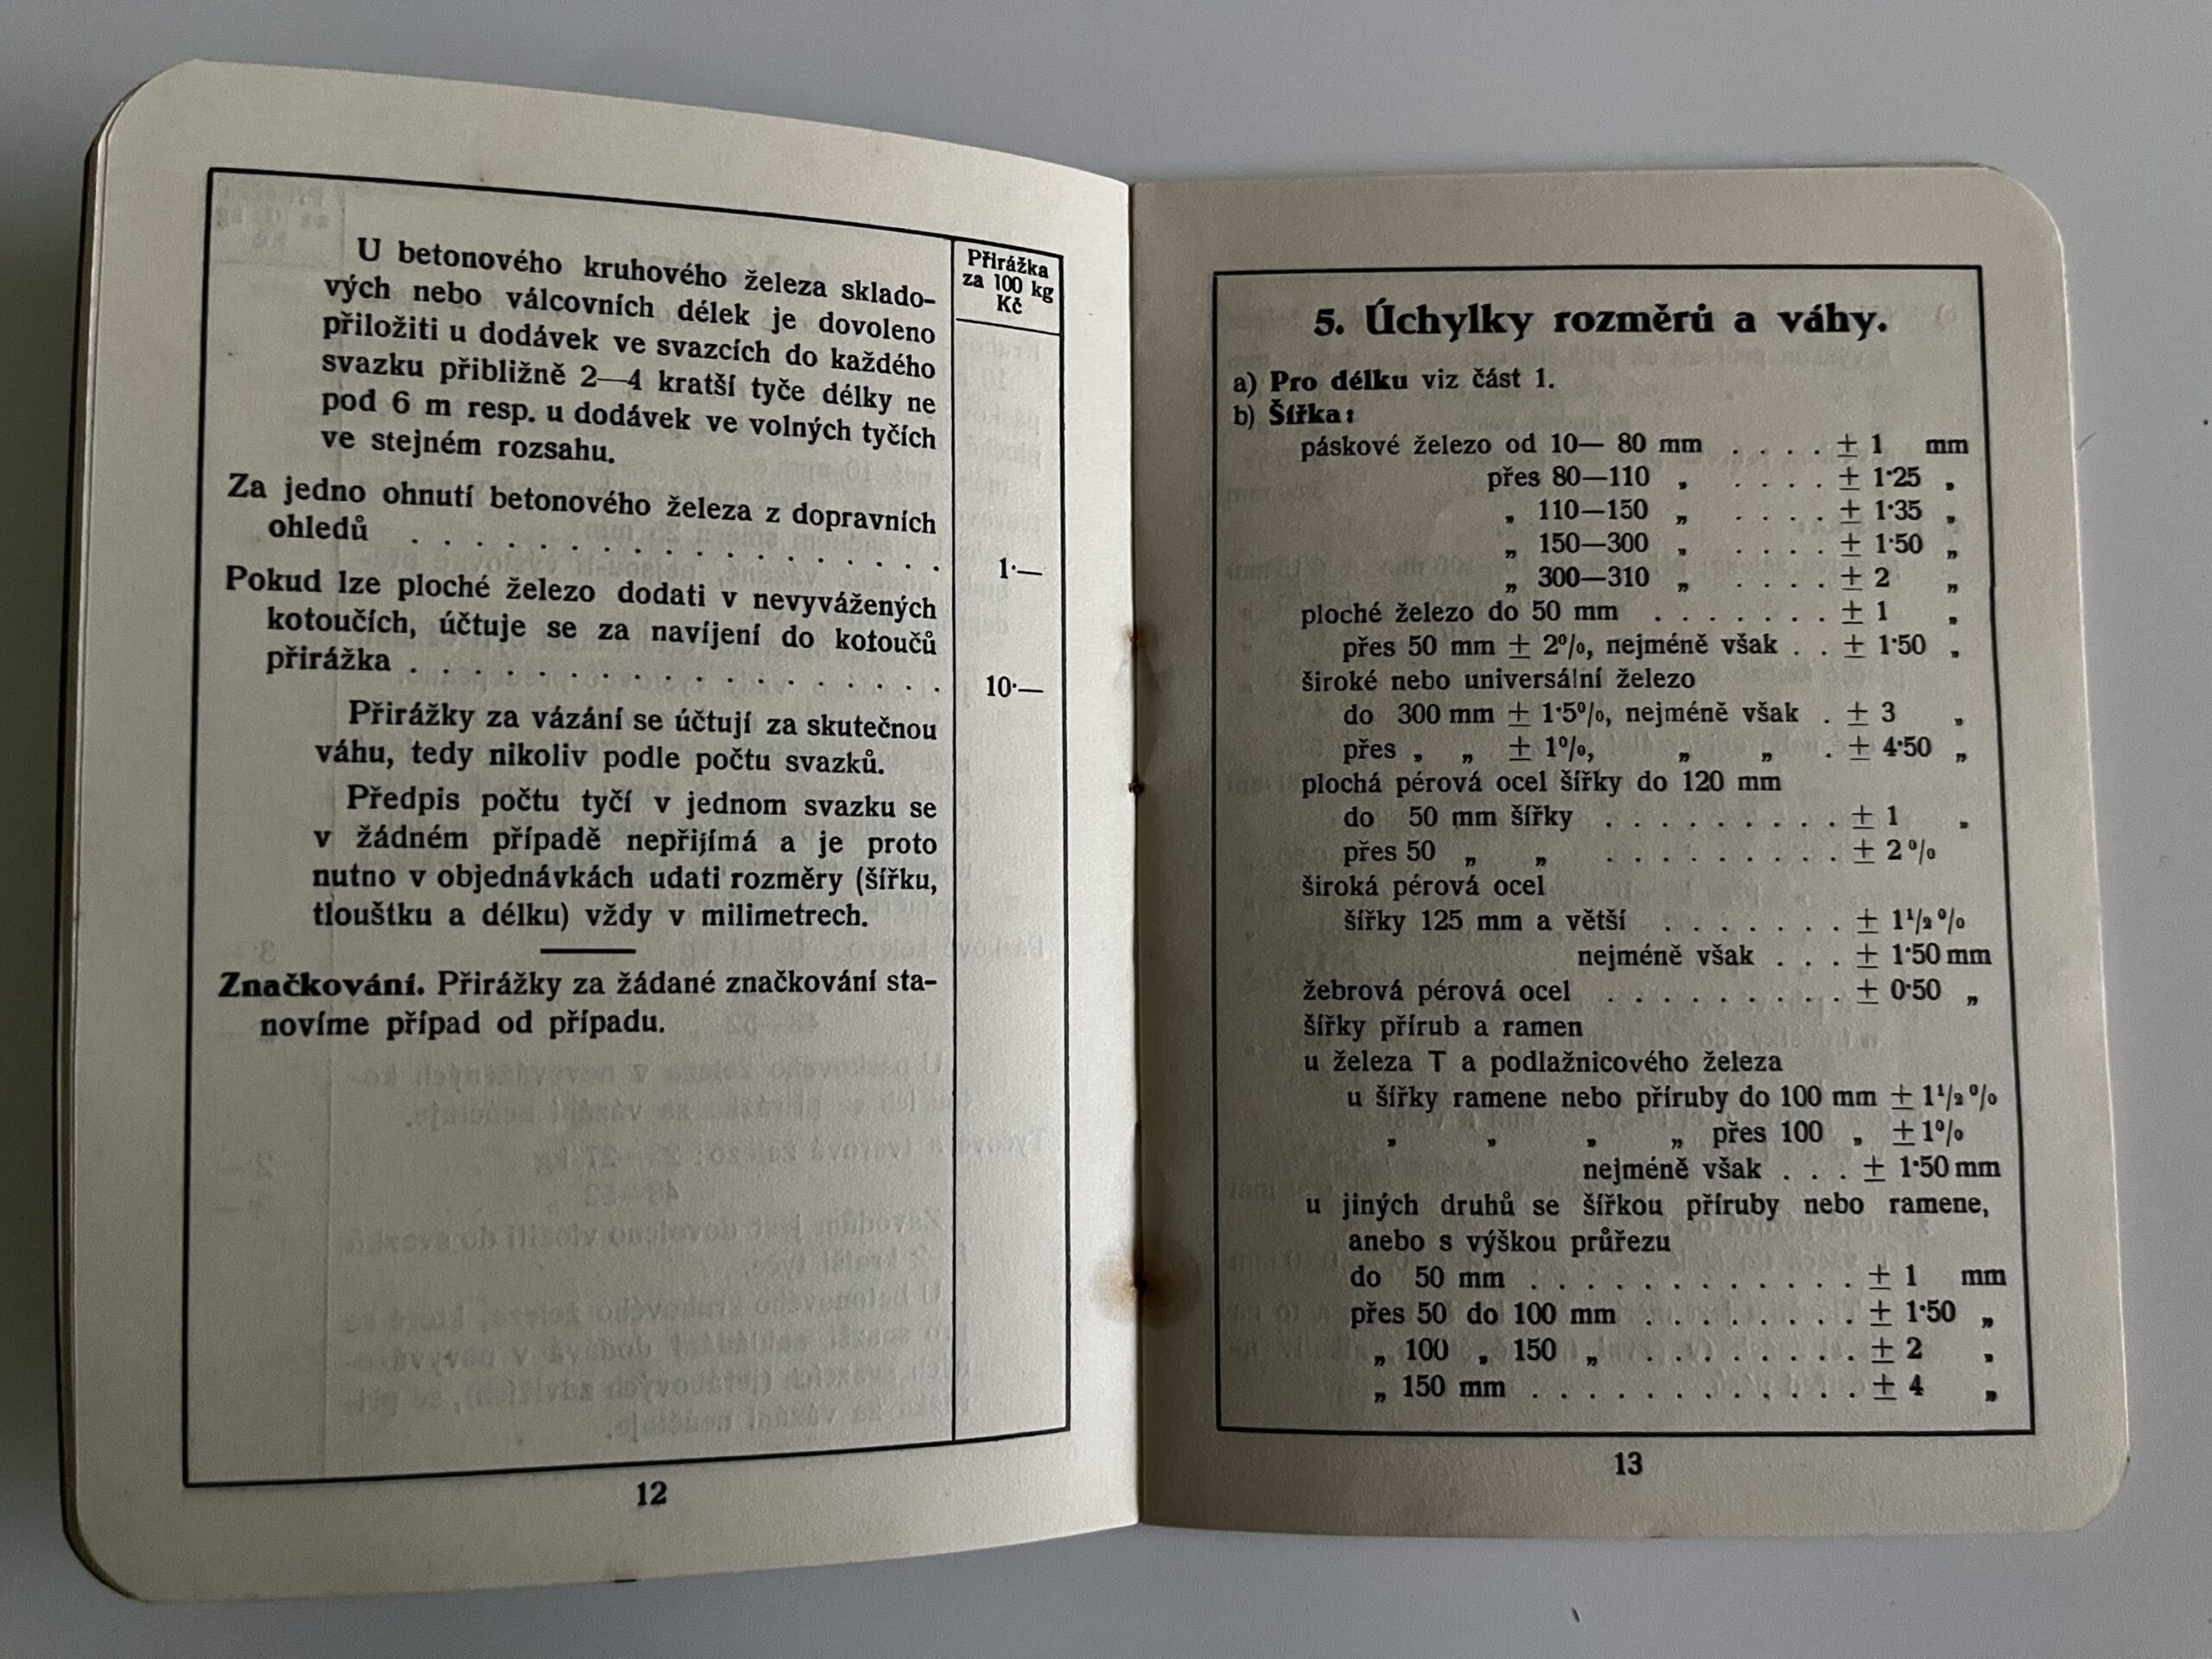 Přirážka
za 100 kg
Kč
U betonového kruhového železa sklado-
vých nebo válcovních délek je dovoleno
přiložiti u dodávek ve svazcích do každého
svazku přibližně 2—4 kratší tyče délky ne
pod 6 m resp. u dodávek ve volných tyčích
ve stejném rozsahu.
Za jedno ohnutí betonového železa z dopravních
ohledů . . . . . . . . . . . . . . . 1·—
Pokud lze ploché železo dodati v nevyvážených
kotoučích, účtuje se za navíjení do kotoučů
přirážka . . . . . . . . . . . . . . . 10·—
Přirážky za vázání se účtují za skutečnou
váhu, tedy nikoliv podle počtu svazků.
Předpis počtu tyčí v jednom svazku se
v žádném případě nepřijímá a je proto
nutno v objednávkách udati rozměry (šířku,
tlouštku a délku) vždy v milimetrech.
Značkování. Přirážky za žádané značkování sta-
novíme případ od případu.
12
5. Úchylky rozměrů a váhy.
a) Pro délku viz část 1.
b) Šířka:
páskové železo od 10— 80 mm . . . . ± 1 mm
přes 80—110 „ . . . . ± 1·25 „
„ 110—150 „ . . . . ± 1·35 „
„ 150—300 „ . . . . ± 1·50 „
„ 300—310 „ . . . . ± 2 „
ploché železo do 50 mm . . . . . . . ± 1 „
přes 50 mm ± 2%, nejméně však . . ± 1·50 „
široké nebo universální železo
do 300 mm ± 1·5%, nejméně však . ± 3 „
přes „ „ ± 1%, „ „ . ± 4·50 „
plochá pérová ocel šířky do 120 mm
do 50 mm šířky . . . . . . . . . ± 1 „
přes 50 „ „ . . . . . . . . . ± 2%
široká pérová ocel
šířky 125 mm a větší . . . . . . . ± 1½%
nejméně však . . . ± 1·50 mm
žebrová pérová ocel . . . . . . . . . ± 0·50 „
šířky přírub a ramen
u železa T a podlažnicového železa
u šířky ramene nebo příruby do 100 mm ± 1½%
„ „ „ „ přes 100 „ ± 1%
nejméně však . . . ± 1·50 mm
u jiných druhů se šířkou příruby nebo ramene,
anebo s výškou průřezu
do 50 mm . . . . . . . . . . . . . ± 1 mm
přes 50 do 100 mm . . . . . . . . ± 1·50 „
„ 100 „ 150 „ . . . . . . . . ± 2 „
„ 150 mm . . . . . . . . . . . . . ± 4 „
13